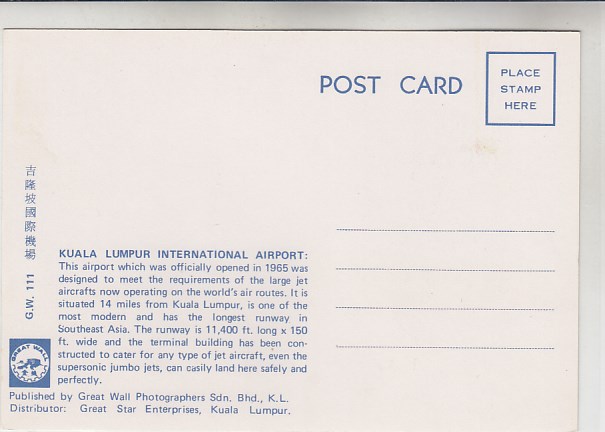 POST CARD
PLACE
STAMP
HERE
吉隆坡國際機場
G.W. 111
KUALA LUMPUR INTERNATIONAL AIRPORT:
This airport which was officially opened in 1965 was
designed to meet the requirements of the large jet
aircrafts now operating on the world's air routes. It is
situated 14 miles from Kuala Lumpur, is one of the
most modern and has the longest runway in
Southeast Asia. The runway is 11,400 ft. long x 150
ft. wide and the terminal building has been con-
structed to cater for any type of jet aircraft, even the
supersonic jumbo jets, can casily land here safely and
perfectly.
GREAT WALL
Published by Great Wall Photographers Sdn. Bhd., K.L.
Distributor: Great Star Enterprises, Kuala Lumpur.